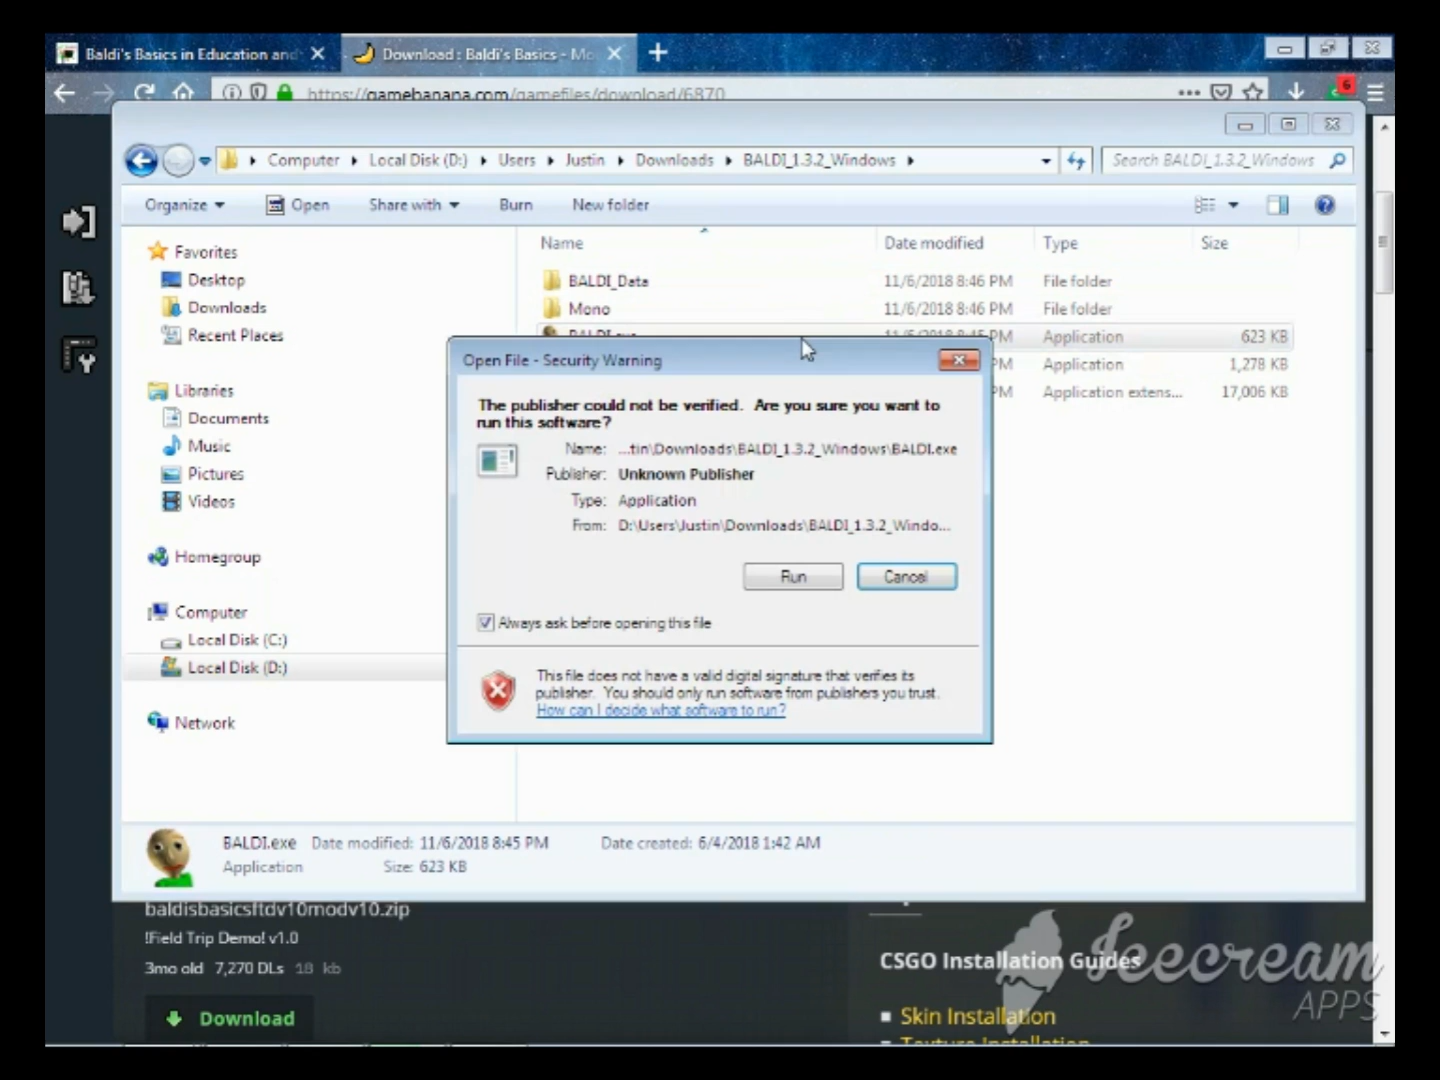 Baldi's Basics in Education and
Download : Baldi's Basics - Mo
https://gamebanana.com/gamefiles/download/6870
6
Computer Local Disk (D:) Users Justin Downloads BALDI_1.3.2_Windows
Search BALDI_1.3.2_Windows
Organize Open Share with Burn New folder
Name Date modified Type Size
Favorites
Desktop
Downloads
Recent Places
Libraries
Documents
Music
Pictures
Videos
Homegroup
Computer
Local Disk (C:)
Local Disk (D:)
Network
BALDI_Data 11/6/2018 8:46 PM File folder
Mono 11/6/2018 8:46 PM File folder
BALDI.exe 11/6/2018 8:45 PM Application 623 KB
PM Application 1,278 KB
PM Application extens... 17,006 KB
Open File - Security Warning
The publisher could not be verified. Are you sure you want to
run this software?
Name: ...tin\Downloads\BALDI_1.3.2_Windows\BALDI.exe
Publisher: Unknown Publisher
Type: Application
From: D:\Users\Justin\Downloads\BALDI_1.3.2_Windo...
Run Cancel
Always ask before opening this file
This file does not have a valid digital signature that verifies its
publisher. You should only run software from publishers you trust.
How can I decide what software to run?
BALDI.exe Date modified: 11/6/2018 8:45 PM Date created: 6/4/2018 1:42 AM
Application Size: 623 KB
baldisbasicsftdv10modv10.zip
!Field Trip Demo! v1.0
3mo old 7,270 DLs 18 kb
Download
CSGO Installation Guides
Skin Installation
Texture Installation
Icecream
APPS